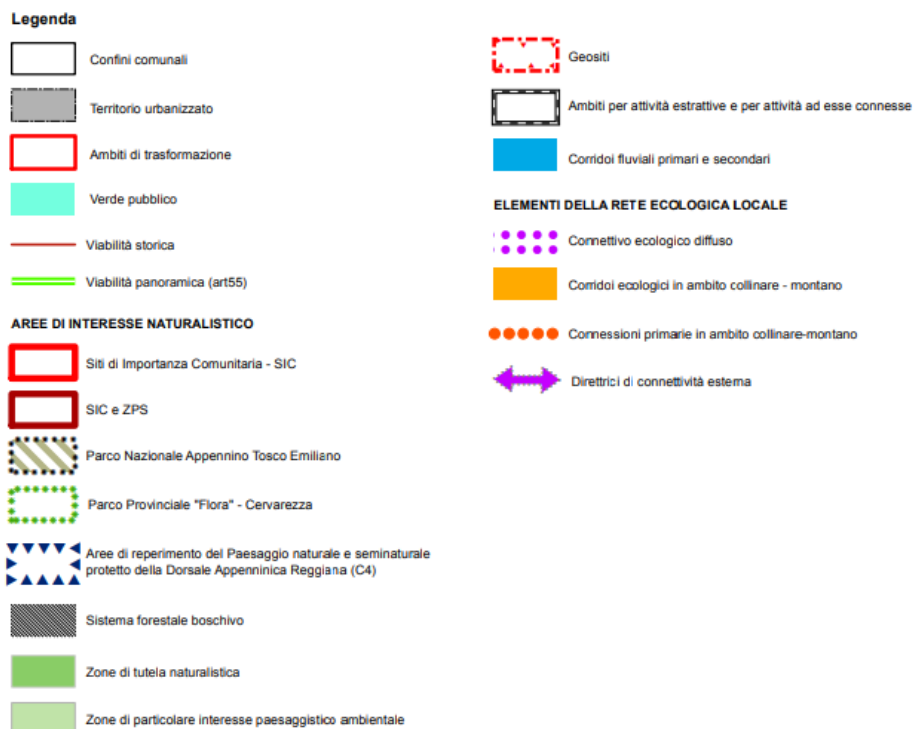 Legenda
Confini comunali
Territorio urbanizzato
Ambiti di trasformazione
Verde pubblico
Viabilità storica
Viabilità panoramica (art55)
AREE DI INTERESSE NATURALISTICO
Siti di Importanza Comunitaria - SIC
SIC e ZPS
Parco Nazionale Appennino Tosco Emiliano
Parco Provinciale "Flora" - Cervarezza
Aree di reperimento del Paesaggio naturale e seminaturale
protetto della Dorsale Appenninica Reggiana (C4)
Sistema forestale boschivo
Zone di tutela naturalistica
Zone di particolare interesse paesaggistico ambientale
Geositi
Ambiti per attività estrattive e per attività ad esse connesse
Corridoi fluviali primari e secondari
ELEMENTI DELLA RETE ECOLOGICA LOCALE
Connettivo ecologico diffuso
Corridoi ecologici in ambito collinare - montano
Connessioni primarie in ambito collinare-montano
Direttrici di connettività esterna